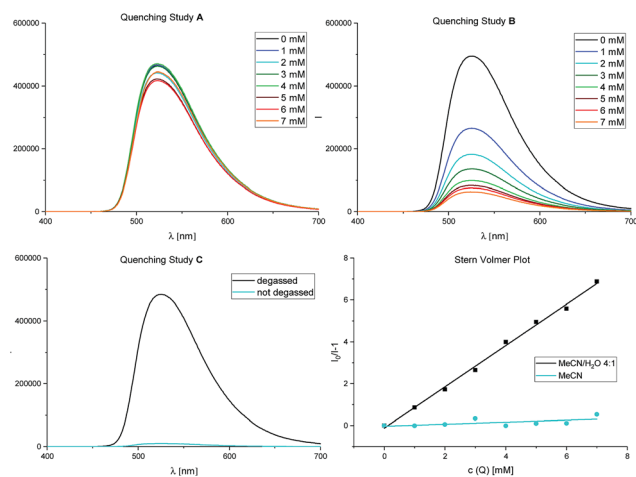 Quenching Study A
600000
400000
200000
0
400
500
600
700
λ [nm]
0 mM
1 mM
2 mM
3 mM
4 mM
5 mM
6 mM
7 mM
Quenching Study B
I
600000
400000
200000
0
400
500
600
700
λ [nm]
0 mM
1 mM
2 mM
3 mM
4 mM
5 mM
6 mM
7 mM
Quenching Study C
600000
400000
200000
0
400
500
600
700
λ [nm]
degassed
not degassed
Stern Volmer Plot
I₀/I-1
8
6
4
2
0
0
2
4
6
8
c (Q) [mM]
MeCN/H₂O 4:1
MeCN